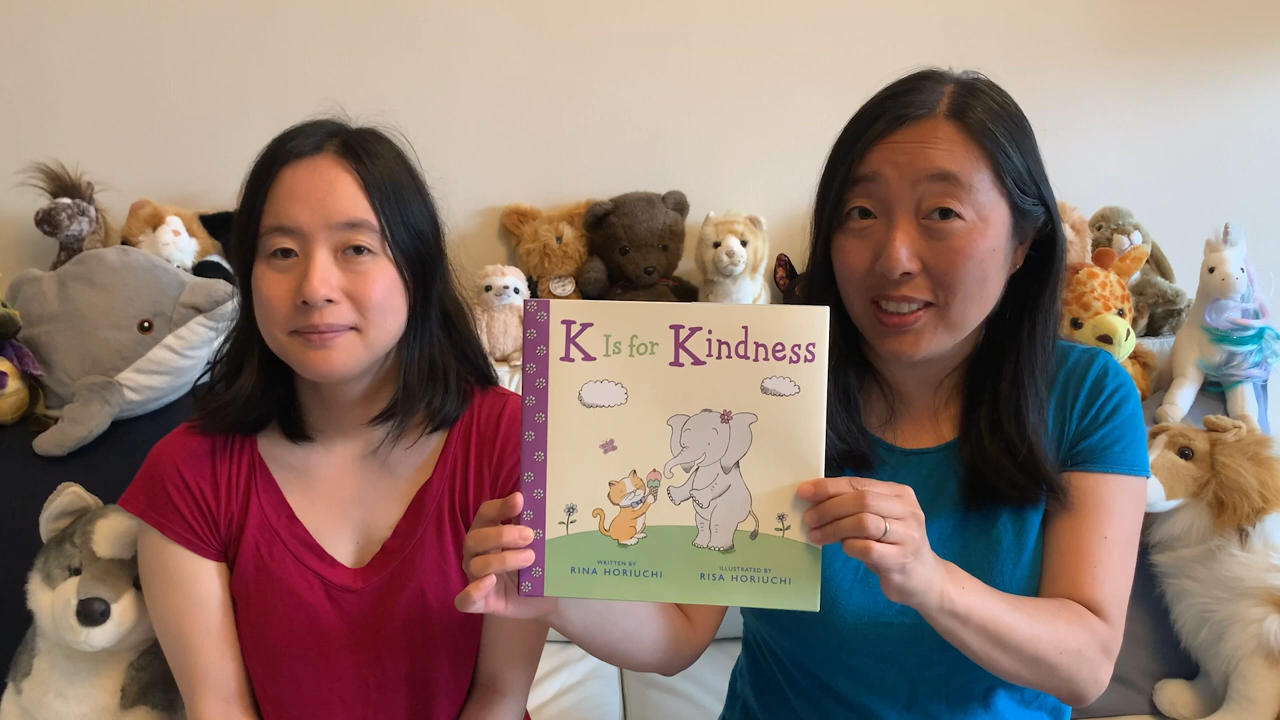 K Is for Kindness
WRITTEN BY
RINA HORIUCHI
ILLUSTRATED BY
RISA HORIUCHI